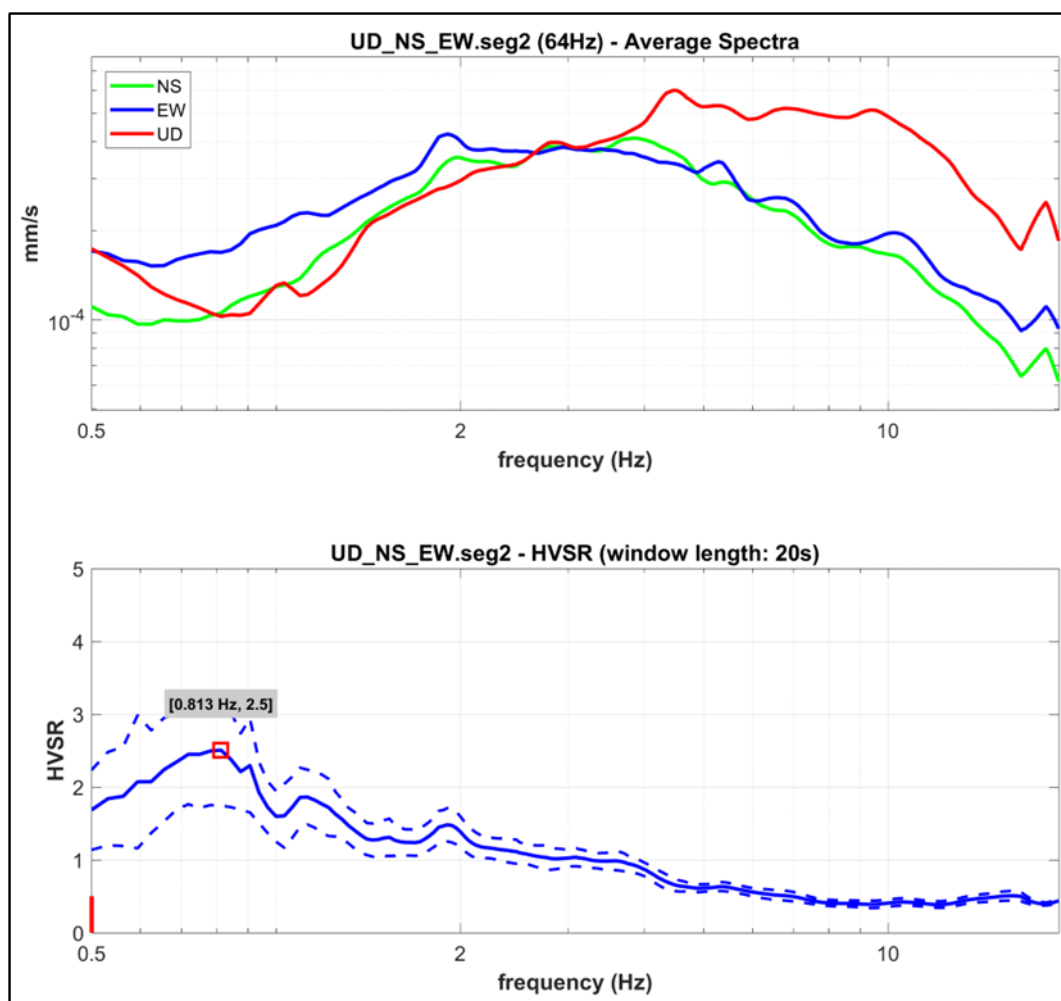 UD_NS_EW.seg2 (64Hz) - Average Spectra
NS
EW
UD
mm/s
10-4
0.5
2
10
frequency (Hz)
UD_NS_EW.seg2 - HVSR (window length: 20s)
5
4
3
2
1
0
[0.813 Hz, 2.5]
HVSR
0.5
2
10
frequency (Hz)